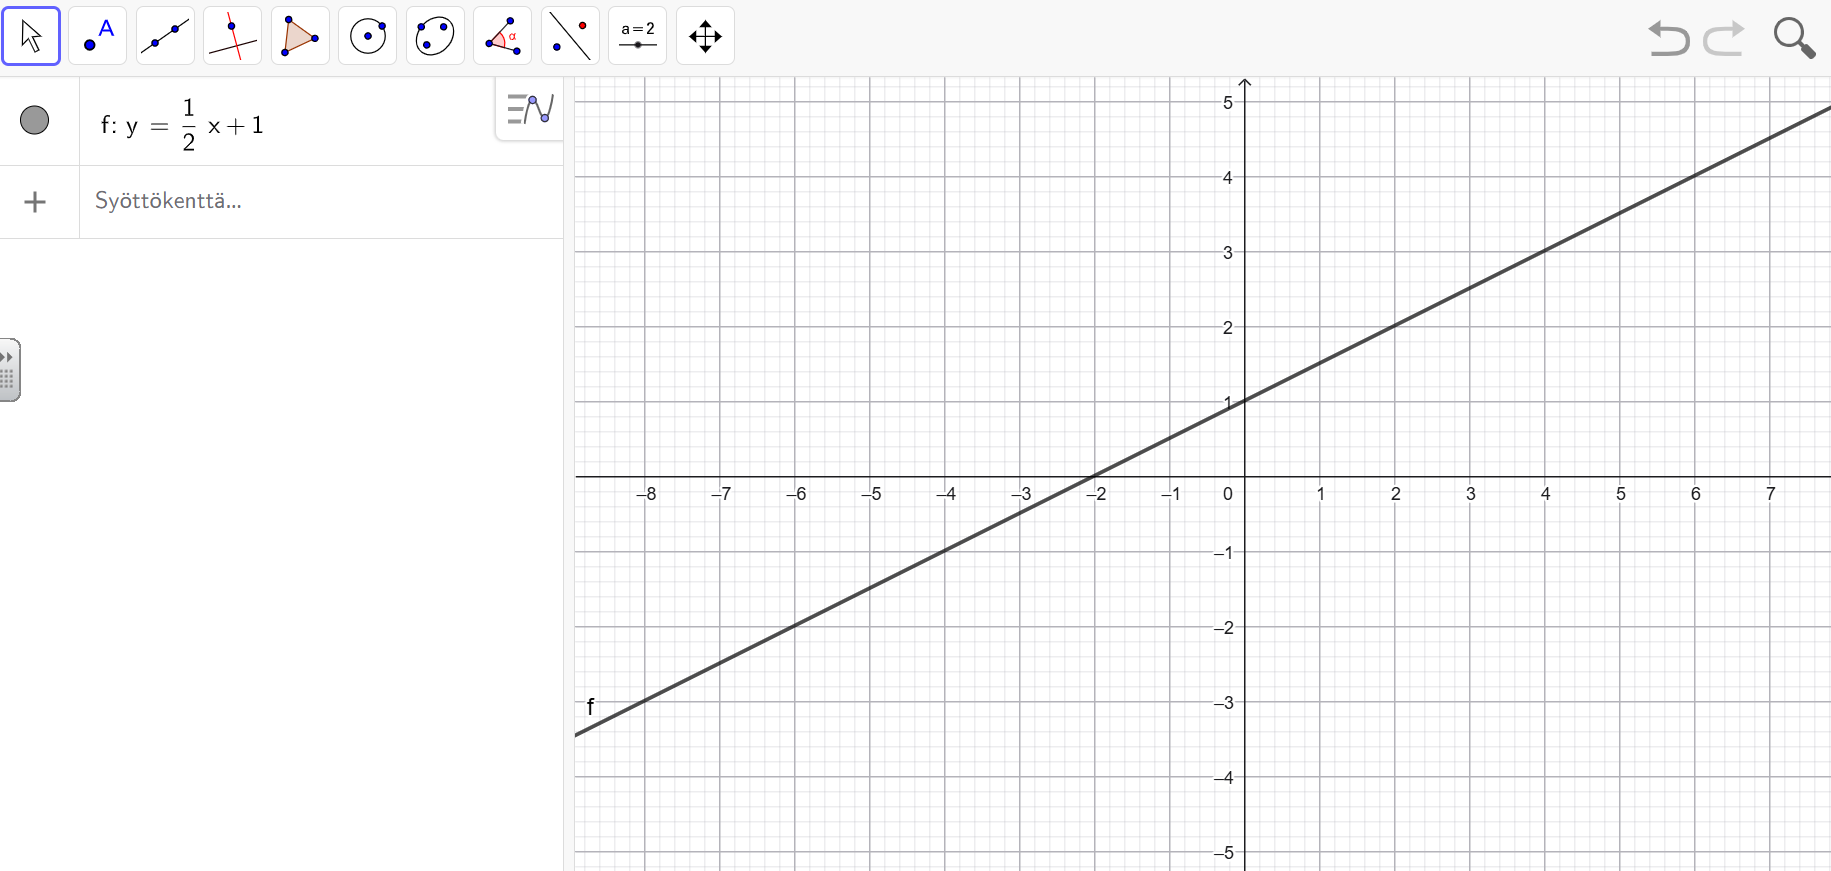 A
α
a=2
f: y = 1/2 x + 1
Syöttökenttä...
5
4
3
2
1
–8 –7 –6 –5 –4 –3 –2 –1 0 1 2 3 4 5 6 7
–1
–2
–3
f
–4
–5